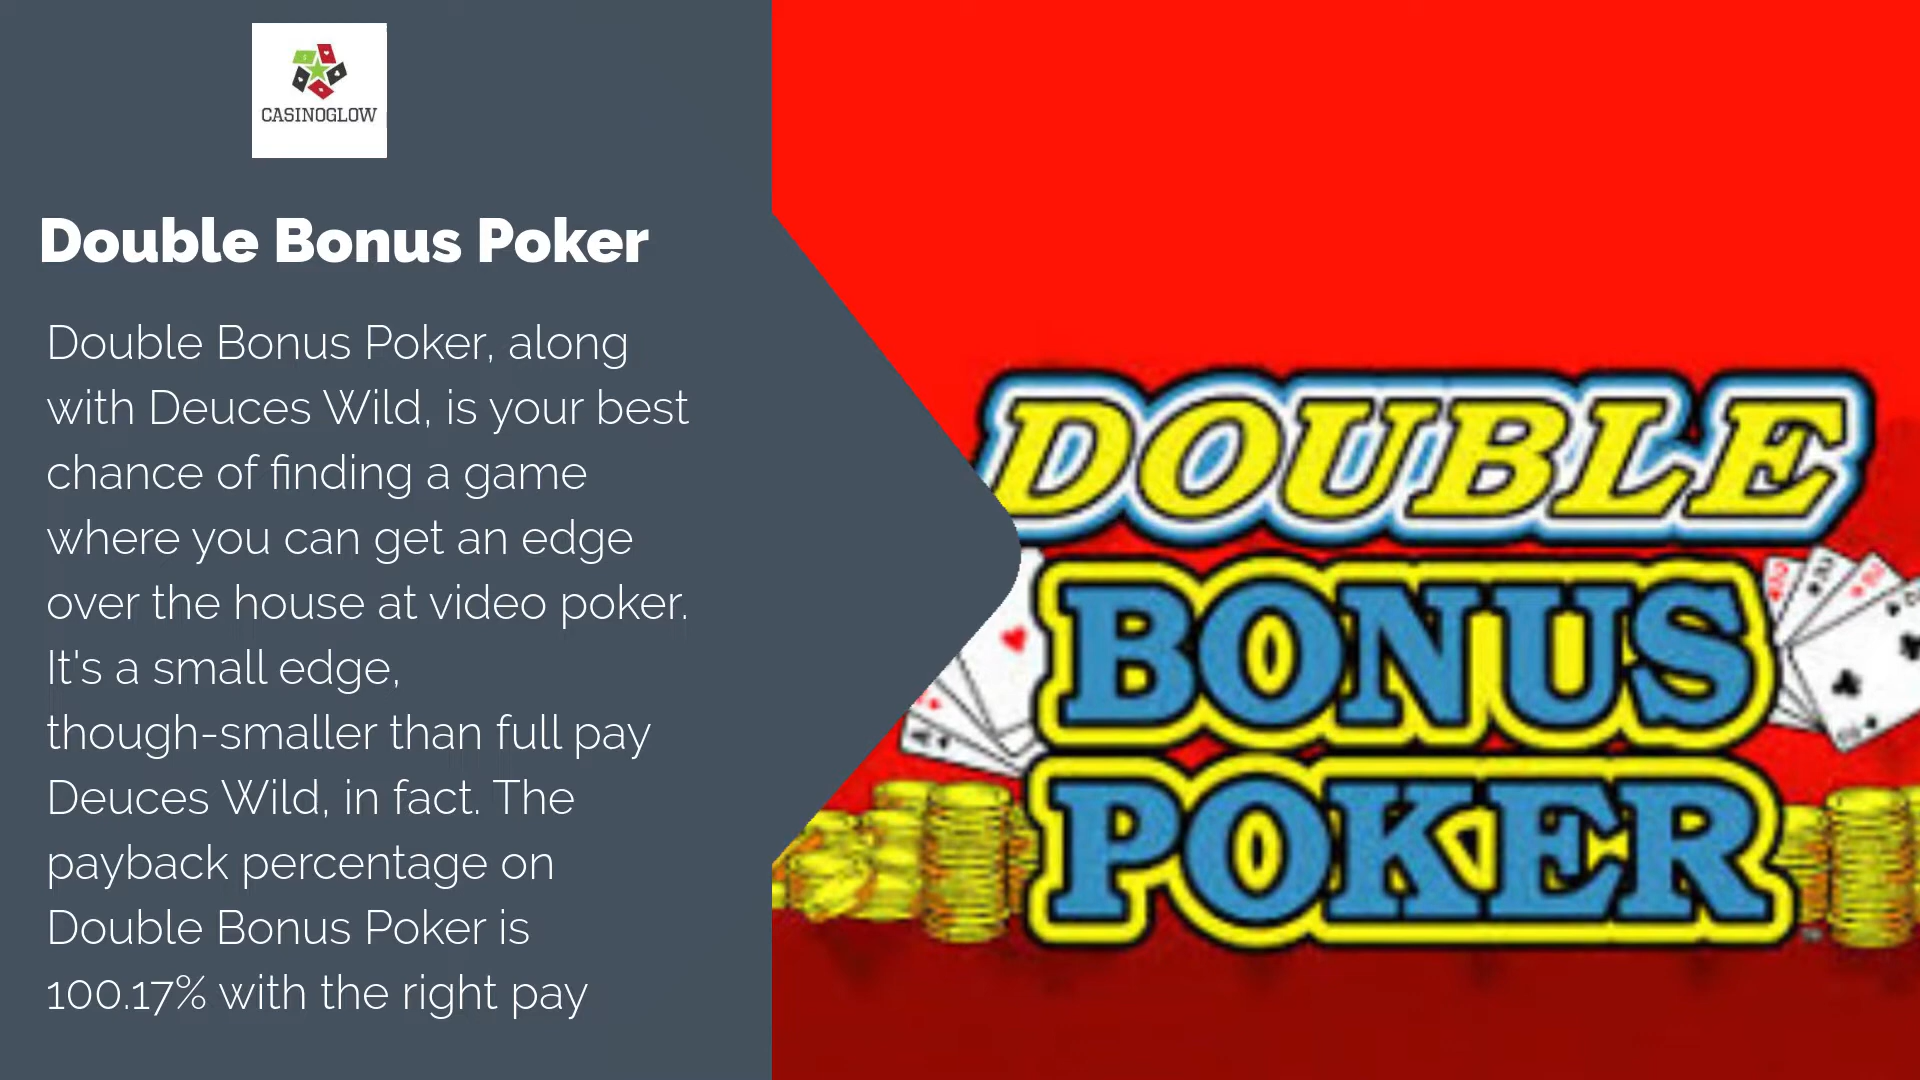 CASINOGLOW
Double Bonus Poker
Double Bonus Poker, along
with Deuces Wild, is your best
chance of finding a game
where you can get an edge
over the house at video poker.
It's a small edge,
though-smaller than full pay
Deuces Wild, in fact. The
payback percentage on
Double Bonus Poker is
100.17% with the right pay
DOUBLE
BONUS
POKER